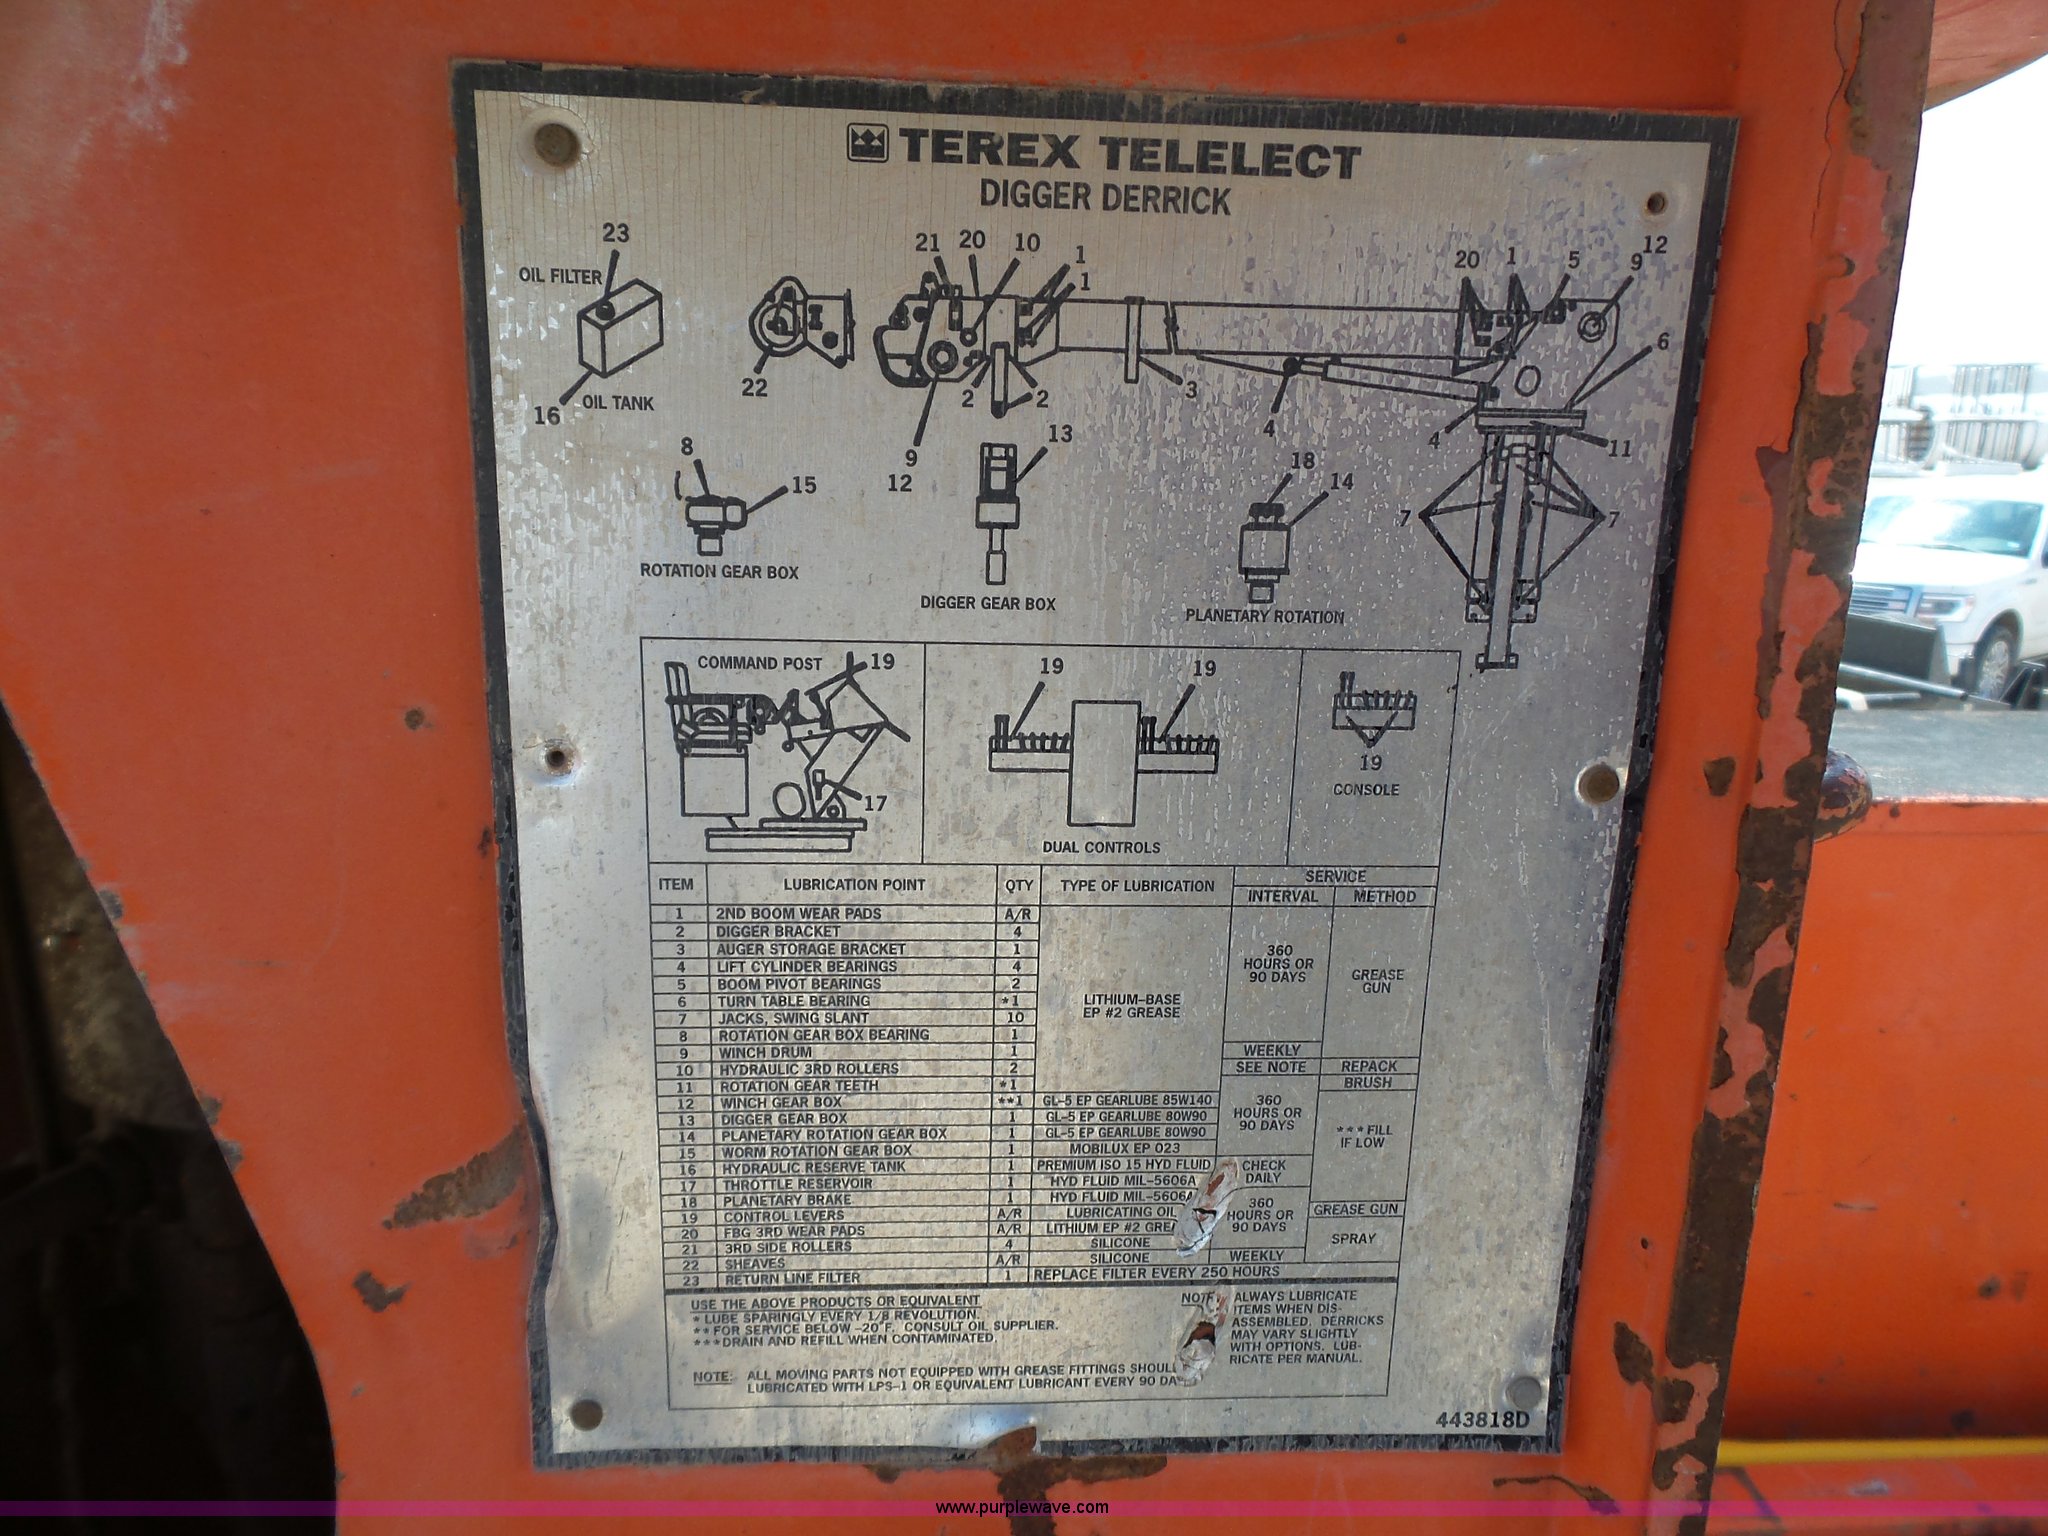 TEREX TELELECT
DIGGER DERRICK
23
OIL FILTER
16 OIL TANK
22
21 20 10 1
1
2 2
9
12
3
4
20 1 5 9 12
6
4
11
7 7
8
15
ROTATION GEAR BOX
13
DIGGER GEAR BOX
18
14
PLANETARY ROTATION
COMMAND POST 19
17
19 19
DUAL CONTROLS
19
CONSOLE
ITEM LUBRICATION POINT QTY TYPE OF LUBRICATION SERVICE
INTERVAL METHOD
1 2ND BOOM WEAR PADS A/R
2 DIGGER BRACKET 4
3 AUGER STORAGE BRACKET 1
4 LIFT CYLINDER BEARINGS 4
5 BOOM PIVOT BEARINGS 2
6 TURN TABLE BEARING *1
7 JACKS, SWING SLANT 10
8 ROTATION GEAR BOX BEARING 1
9 WINCH DRUM 1
10 HYDRAULIC 3RD ROLLERS 2
11 ROTATION GEAR TEETH *1
LITHIUM-BASE
EP #2 GREASE
360
HOURS OR
90 DAYS
GREASE
GUN
WEEKLY
SEE NOTE REPACK
BRUSH
12 WINCH GEAR BOX **1 GL-5 EP GEARLUBE 85W140
13 DIGGER GEAR BOX 1 GL-5 EP GEARLUBE 80W90
14 PLANETARY ROTATION GEAR BOX 1 GL-5 EP GEARLUBE 80W90
15 WORM ROTATION GEAR BOX 1 MOBILUX EP 023
360
HOURS OR
90 DAYS
***FILL
IF LOW
16 HYDRAULIC RESERVE TANK 1 PREMIUM ISO 15 HYD FLUID
17 THROTTLE RESERVOIR 1 HYD FLUID MIL-5606A
CHECK
DAILY
18 PLANETARY BRAKE 1 HYD FLUID MIL-5606A
19 CONTROL LEVERS A/R LUBRICATING OIL
20 FBG 3RD WEAR PADS A/R LITHIUM EP #2 GREA
21 3RD SIDE ROLLERS 4 SILICONE
360
HOURS OR
90 DAYS
GREASE GUN
SPRAY
22 SHEAVES A/R SILICONE WEEKLY
23 RETURN LINE FILTER 1 REPLACE FILTER EVERY 250 HOURS
USE THE ABOVE PRODUCTS OR EQUIVALENT
* LUBE SPARINGLY EVERY 1/8 REVOLUTION.
**FOR SERVICE BELOW -20°F. CONSULT OIL SUPPLIER.
***DRAIN AND REFILL WHEN CONTAMINATED.
NOTE: ALL MOVING PARTS NOT EQUIPPED WITH GREASE FITTINGS SHOUL
LUBRICATED WITH LPS-1 OR EQUIVALENT LUBRICANT EVERY 90 DA
NOTE ALWAYS LUBRICATE
ITEMS WHEN DIS-
ASSEMBLED. DERRICKS
MAY VARY SLIGHTLY
WITH OPTIONS. LUB-
RICATE PER MANUAL.
443818D
www.purplewave.com